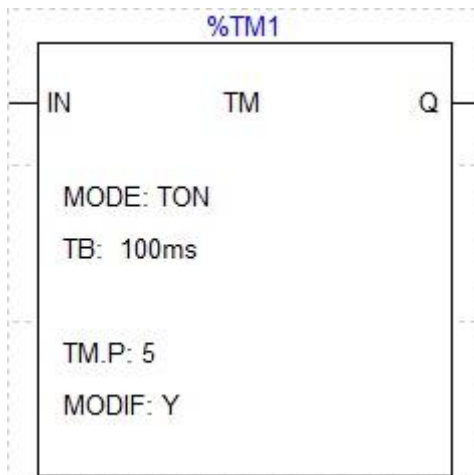 %TM1
IN TM Q
MODE: TON
TB: 100ms
TM.P: 5
MODIF: Y